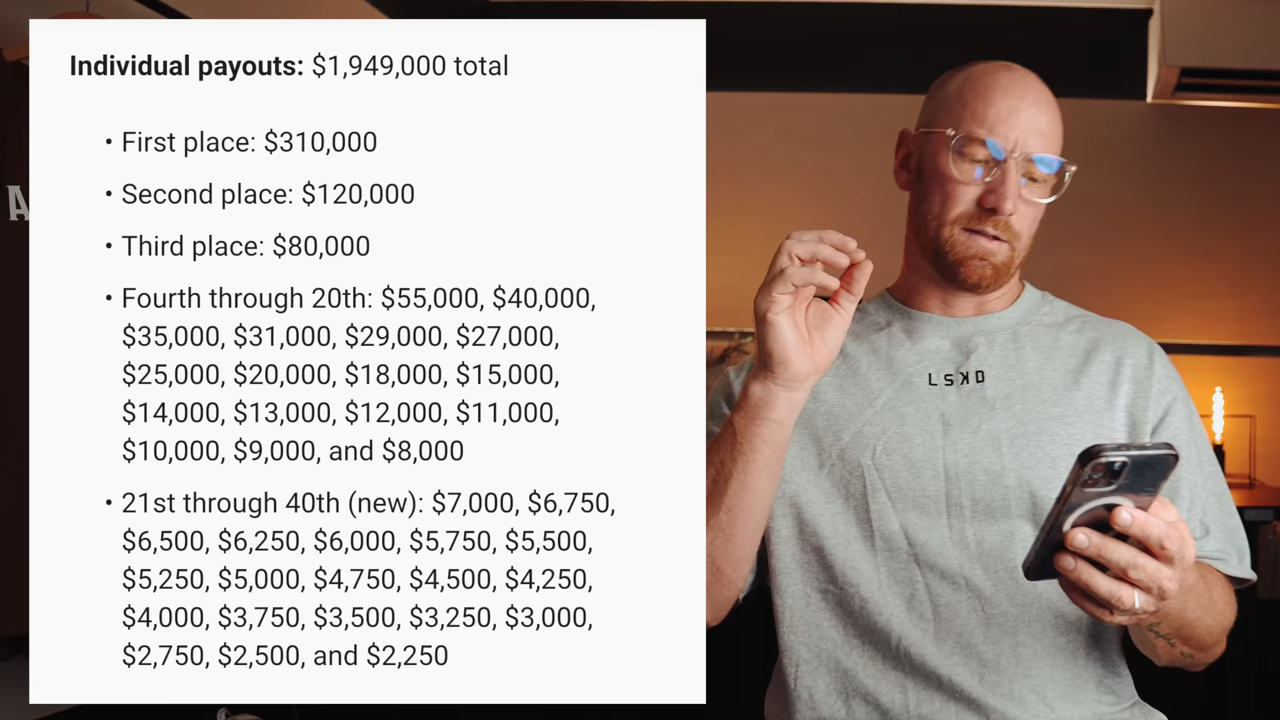 Individual payouts: $1,949,000 total
• First place: $310,000
• Second place: $120,000
• Third place: $80,000
• Fourth through 20th: $55,000, $40,000,
$35,000, $31,000, $29,000, $27,000,
$25,000, $20,000, $18,000, $15,000,
$14,000, $13,000, $12,000, $11,000,
$10,000, $9,000, and $8,000
• 21st through 40th (new): $7,000, $6,750,
$6,500, $6,250, $6,000, $5,750, $5,500,
$5,250, $5,000, $4,750, $4,500, $4,250,
$4,000, $3,750, $3,500, $3,250, $3,000,
$2,750, $2,500, and $2,250
LSKD